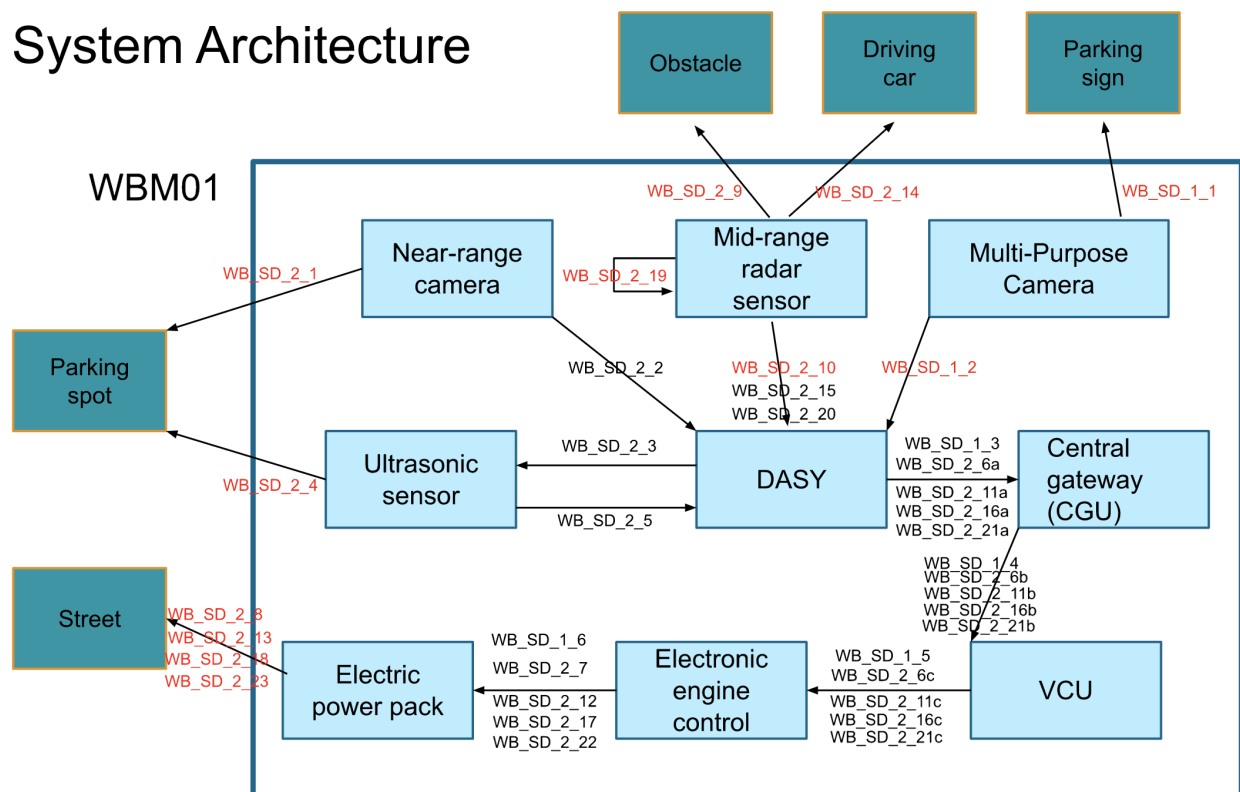 System Architecture
Obstacle
Driving
car
Parking
sign
WBM01
WB_SD_2_9
WB_SD_2_14
WB_SD_1_1
Near-range
camera
Mid-range
radar
sensor
Multi-Purpose
Camera
WB_SD_2_1
WB_SD_2_19
Parking
spot
WB_SD_2_2
WB_SD_2_10
WB_SD_2_15
WB_SD_2_20
WB_SD_1_2
Ultrasonic
sensor
WB_SD_2_3
WB_SD_2_4
WB_SD_2_5
DASY
WB_SD_1_3
WB_SD_2_6a
WB_SD_2_11a
WB_SD_2_16a
WB_SD_2_21a
Central
gateway
(CGU)
WB_SD_1_4
WB_SD_2_6b
WB_SD_2_11b
WB_SD_2_16b
WB_SD_2_21b
Street
WB_SD_2_8
WB_SD_2_13
WB_SD_2_18
WB_SD_2_23
Electric
power pack
WB_SD_1_6
WB_SD_2_7
WB_SD_2_12
WB_SD_2_17
WB_SD_2_22
Electronic
engine
control
WB_SD_1_5
WB_SD_2_6c
WB_SD_2_11c
WB_SD_2_16c
WB_SD_2_21c
VCU